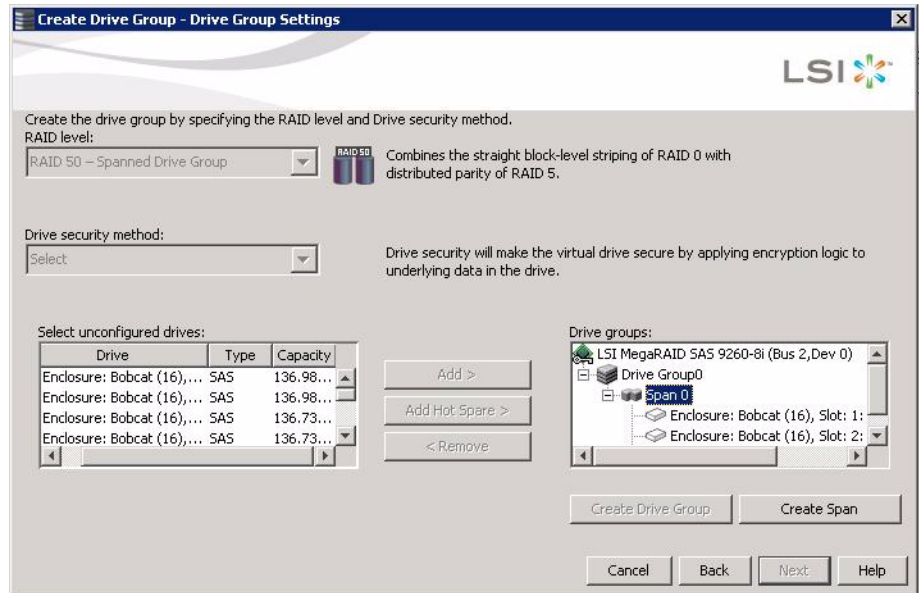 Create Drive Group - Drive Group Settings
LSI
Create the drive group by specifying the RAID level and Drive security method.
RAID level:
RAID 50 – Spanned Drive Group
RAID 50
Combines the straight block-level striping of RAID 0 with
distributed parity of RAID 5.
Drive security method:
Select
Drive security will make the virtual drive secure by applying encryption logic to
underlying data in the drive.
Select unconfigured drives:
Drive Type Capacity
Enclosure: Bobcat (16),... SAS 136.98...
Enclosure: Bobcat (16),... SAS 136.98...
Enclosure: Bobcat (16),... SAS 136.73...
Enclosure: Bobcat (16),... SAS 136.73...
Add >
Add Hot Spare >
< Remove
Drive groups:
LSI MegaRAID SAS 9260-8i (Bus 2,Dev 0)
Drive Group0
Span 0
Enclosure: Bobcat (16), Slot: 1:
Enclosure: Bobcat (16), Slot: 2:
Create Drive Group
Create Span
Cancel
Back
Next
Help